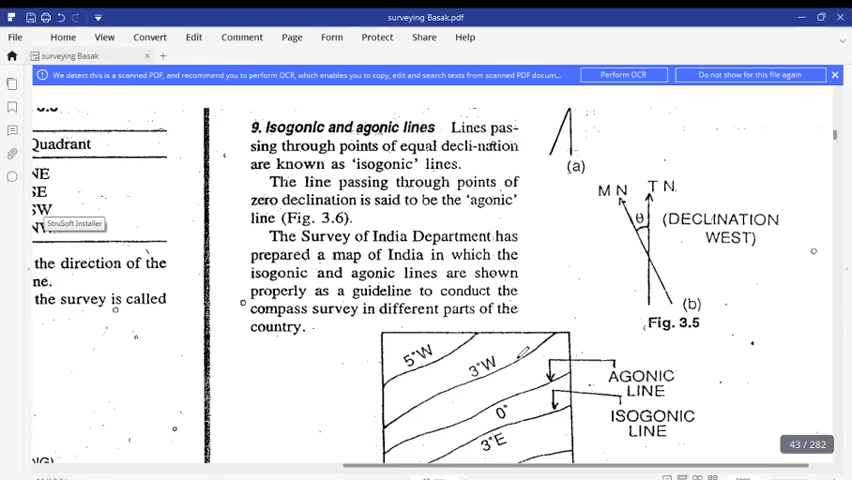 surveying Basak.pdf
File Home View Convert Edit Comment Page Form Protect Share Help
surveying Basak
We detect this is a scanned PDF, and recommend you to perform OCR, which enables you to copy, edit and search texts from scanned PDF docum...
Perform OCR
Do not show for this file again
Quadrant
NE
SE
SW
StruSoft Installer
the direction of the
ne.
the survey is called
9. Isogonic and agonic lines Lines pas-
sing through points of equal decli-nation
are known as 'isogonic' lines.
The line passing through points of
zero declination is said to be the 'agonic'
line (Fig. 3.6).
The Survey of India Department has
prepared a map of India in which the
isogonic and agonic lines are shown
properly as a guideline to conduct the
compass survey in different parts of the
country.
(a)
M N T N.
θ (DECLINATION
WEST)
(b)
Fig. 3.5
5°W
3°W
0°
3°E
AGONIC
LINE
ISOGONIC
LINE
43 / 282